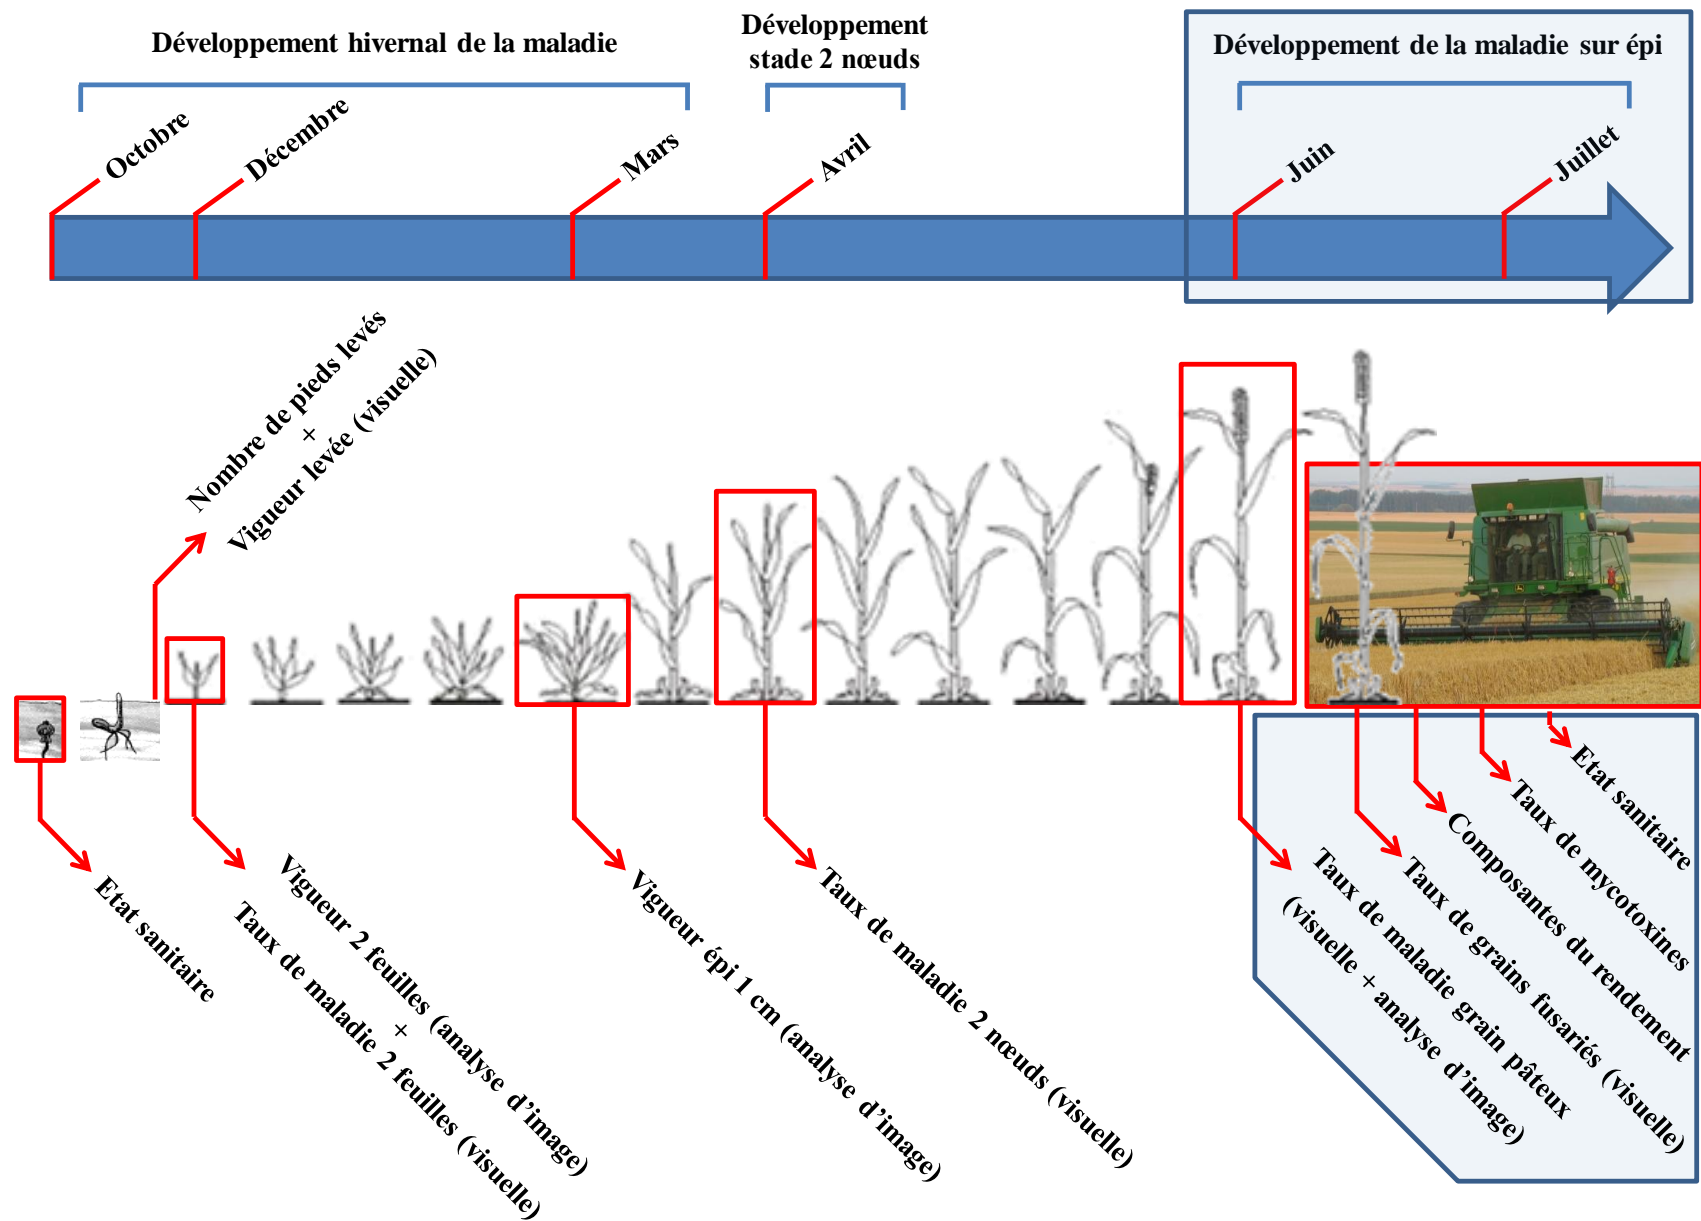 Développement hivernal de la maladie
Développement
stade 2 nœuds
Développement de la maladie sur épi
Octobre
Décembre
Mars
Avril
Juin
Juillet
Nombre de pieds levés
+
Vigueur levée (visuelle)
Etat sanitaire
Vigueur 2 feuilles (analyse d’image)
+
Taux de maladie 2 feuilles (visuelle)
Vigueur épi 1 cm (analyse d’image)
Taux de maladie 2 nœuds (visuelle)
Taux de maladie grain pâteux
(visuelle + analyse d’image)
Taux de grains fusariés (visuelle)
Composantes du rendement
Taux de mycotoxines
Etat sanitaire